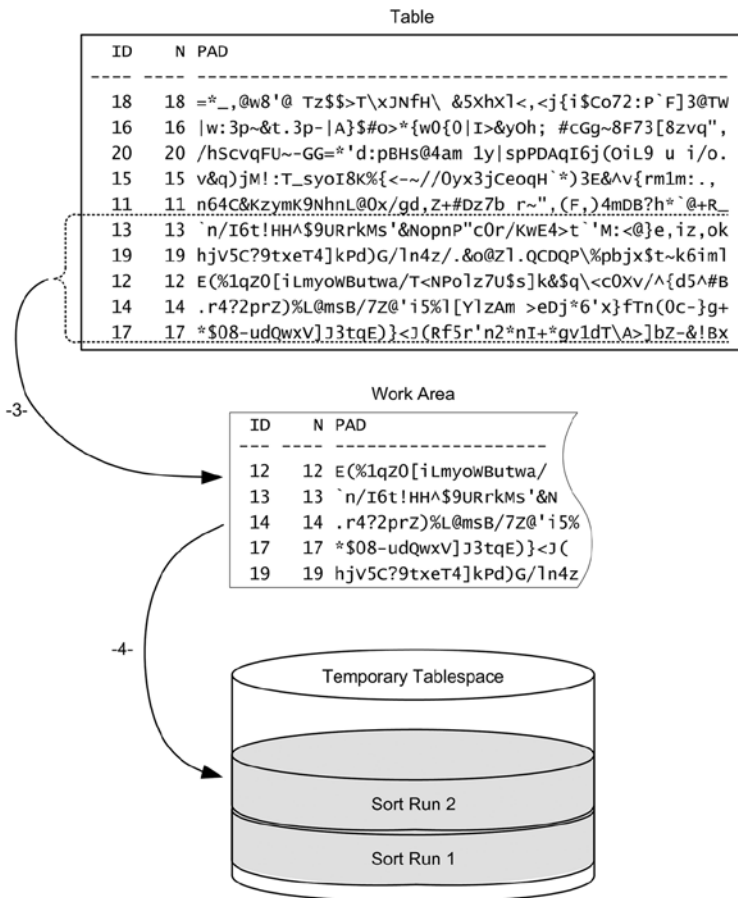 Table
ID N PAD
---- ---- --------------------------------------------------
18 18 =*_,@w8'@ Tz$$>T\xJNfH\ &5XhXl<,<j{i$Co72:P`F]3@TW
16 16 |w:3p~&t.3p-|A}$#o>*{w0{0|I>&yOh; #cGg~8F73[8zvq",
20 20 /hScvqFU~-GG=*'d:pBHs@4am 1y|spPDAqI6j(OiL9 u i/o.
15 15 v&q)jM!:T_syoI8K%{<-~//Oyx3jCeoqH`*)3E&^v{rm1m:.,
11 11 n64C&KzymK9NhnL@Ox/gd,Z+#Dz7b r~",(F,)4mDB?h*`@+R_
13 13 `n/I6t!HH^$9URrkMs'&NopnP"c0r/KwE4>t`'M:<@}e,iz,ok
19 19 hjV5C?9txeT4]kPd)G/ln4z/.&o@Zl.QCDQP\%pbjx$t~k6iml
12 12 E(%1qZ0[iLmyoWButwa/T<NPolz7U$s]k&$q\<cOXv/^{d5^#B
14 14 .r4?2prZ)%L@msB/7Z@'i5%l[YlzAm >eDj*6'x}fTn(0c-}g+
17 17 *$08-udQwxV]J3tqE)}<J(Rf5r'n2*nI+*gv1dT\A>]bZ-&!Bx
-3-
Work Area
ID N PAD
--- ---- --------------------
12 12 E(%1qZ0[iLmyoWButwa/
13 13 `n/I6t!HH^$9URrkMs'&N
14 14 .r4?2prZ)%L@msB/7Z@'i5%
17 17 *$08-udQwxV]J3tqE)}<J(
19 19 hjV5C?9txeT4]kPd)G/ln4z
-4-
Temporary Tablespace
Sort Run 2
Sort Run 1